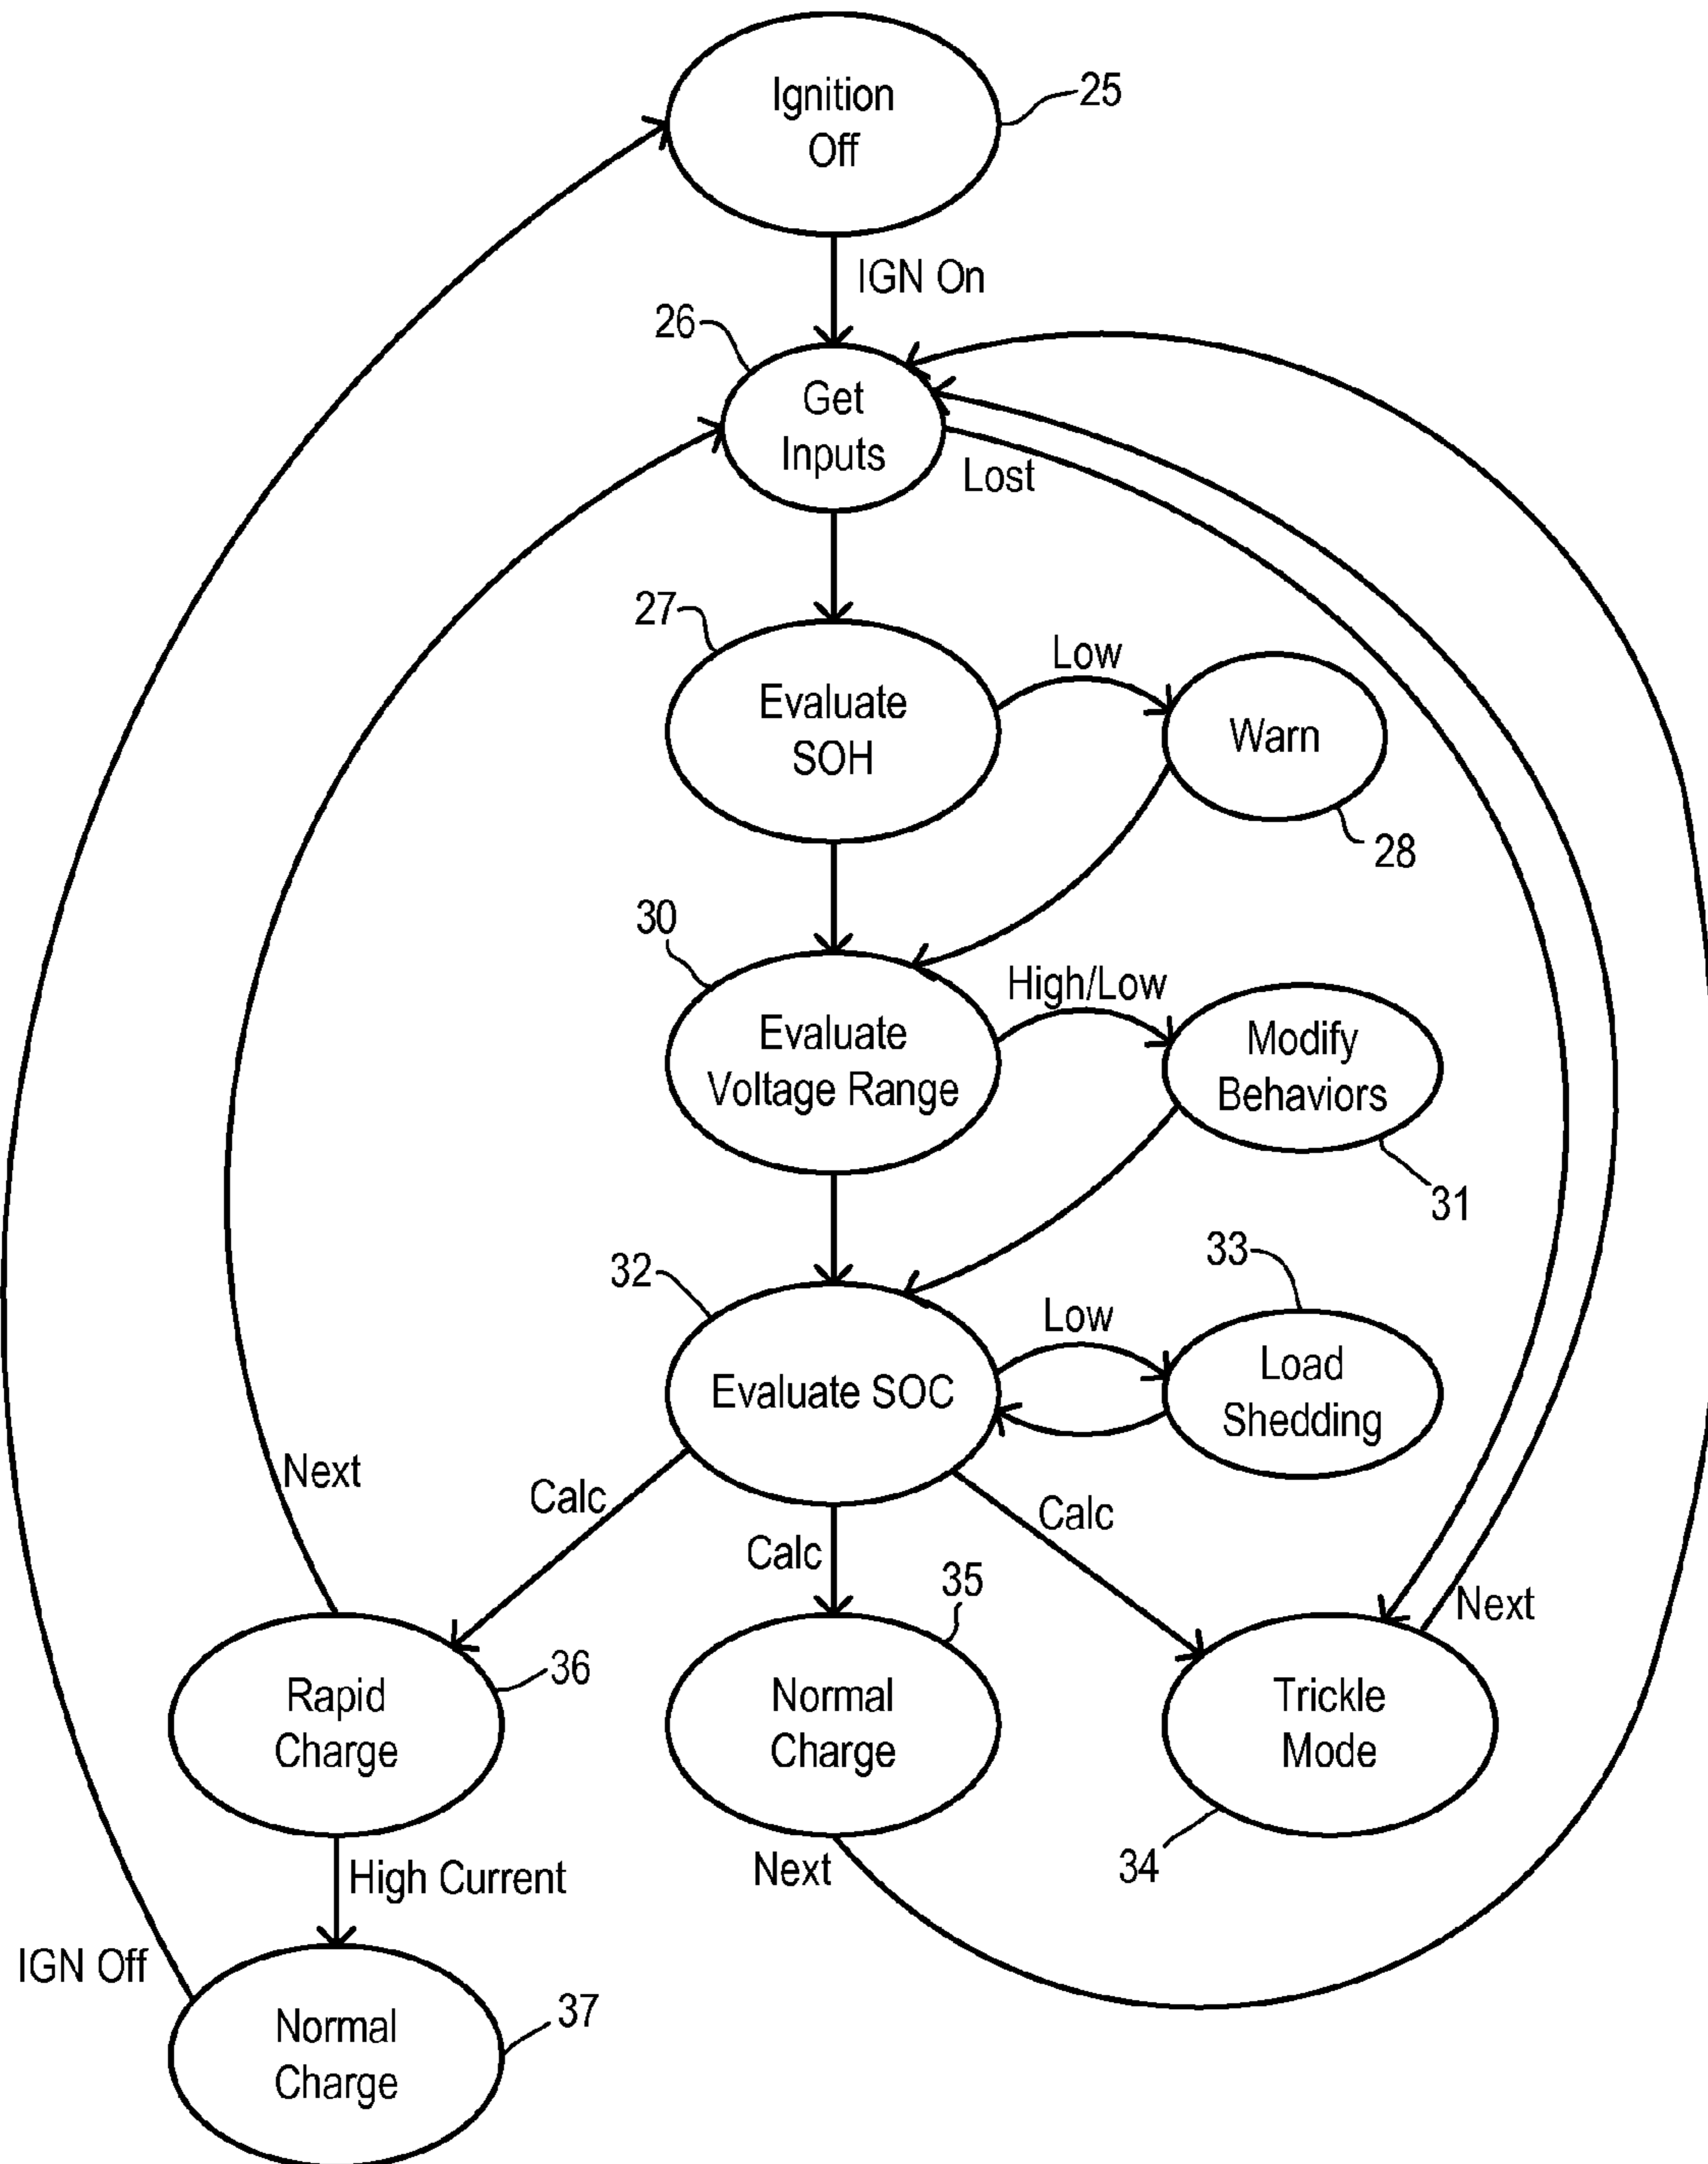 Ignition
Off
25
IGN On
26
Get
Inputs
Lost
27
Evaluate
SOH
Low
Warn
28
30
Evaluate
Voltage Range
High/Low
Modify
Behaviors
31
32
Evaluate SOC
Low
33
Load
Shedding
Next
Calc
Calc
Calc
35
Next
Rapid
Charge
36
Normal
Charge
Trickle
Mode
34
High Current
Next
IGN Off
Normal
Charge
37